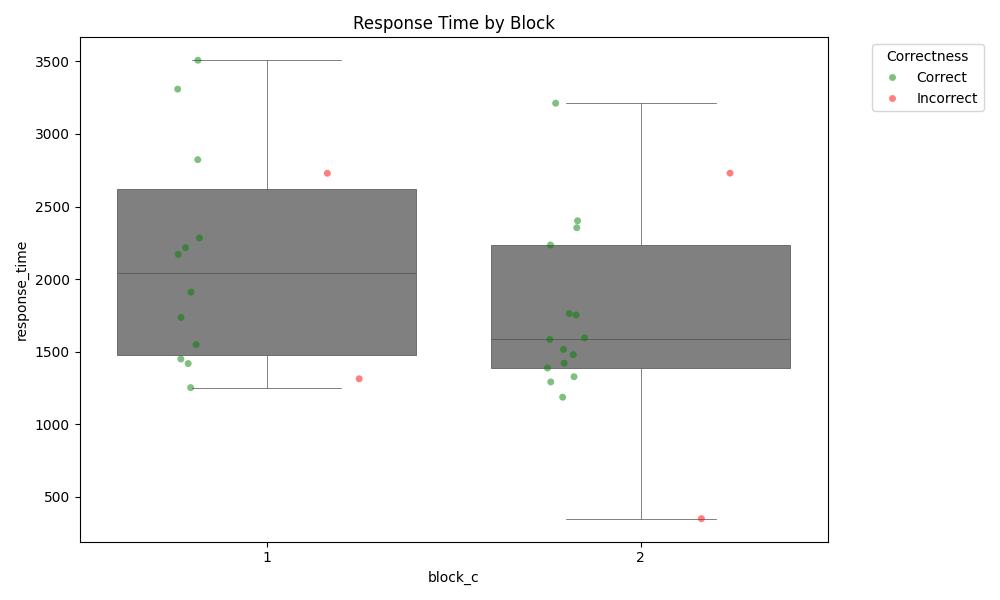 Response Time by Block
Correctness
Correct
Incorrect
3500
3000
2500
2000
1500
1000
500
response_time
1
2
block_c